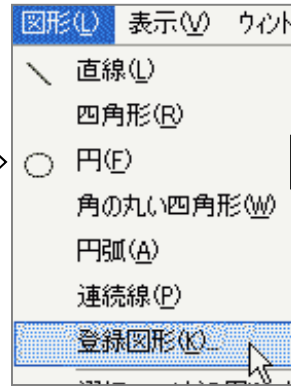 図形(L) 表示(V) ウィント
直線(L)
四角形(R)
円(F)
角の丸い四角形(W)
円弧(A)
連続線(P)
登録図形(K)...